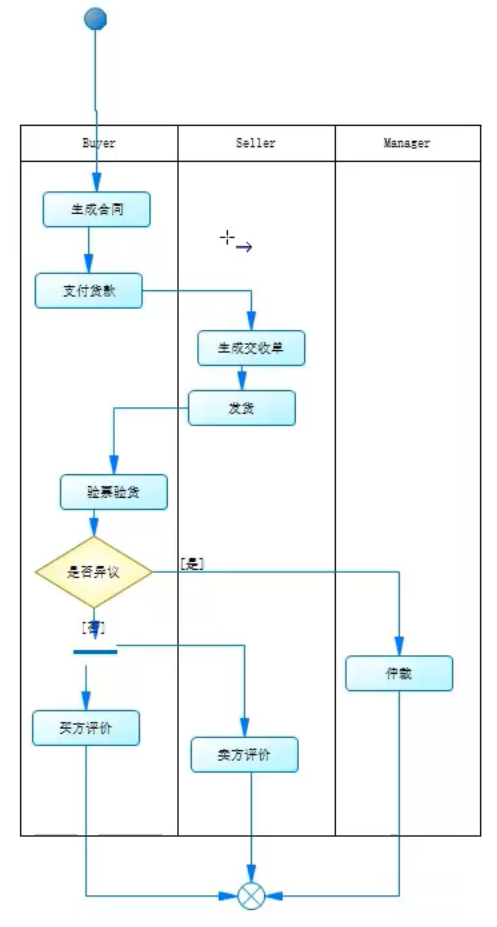 Buyer
Seller
Manager
生成合同
支付货款
生成交收单
发货
验票验货
是否异议
[是]
[否]
仲裁
买方评价
卖方评价